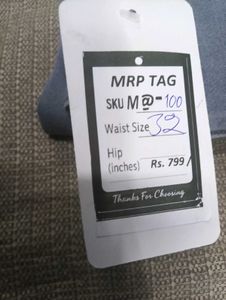 MRP TAG
SKU M@-100
Waist Size 32
Hip
(inches) Rs. 799/
Thanks For Choosing